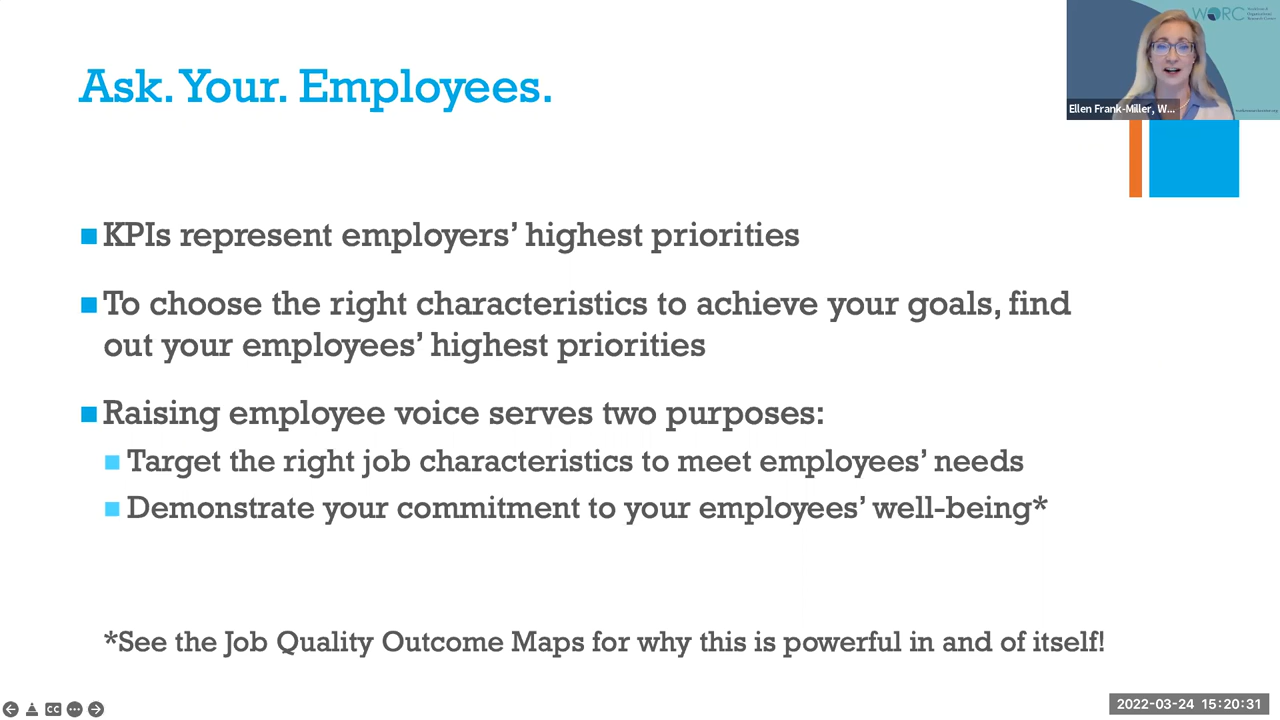 Ask. Your. Employees.
WORC
Ellen Frank-Miller, W...
KPIs represent employers’ highest priorities
To choose the right characteristics to achieve your goals, find
out your employees’ highest priorities
Raising employee voice serves two purposes:
Target the right job characteristics to meet employees’ needs
Demonstrate your commitment to your employees’ well-being*
*See the Job Quality Outcome Maps for why this is powerful in and of itself!
CC
2022-03-24 15:20:31